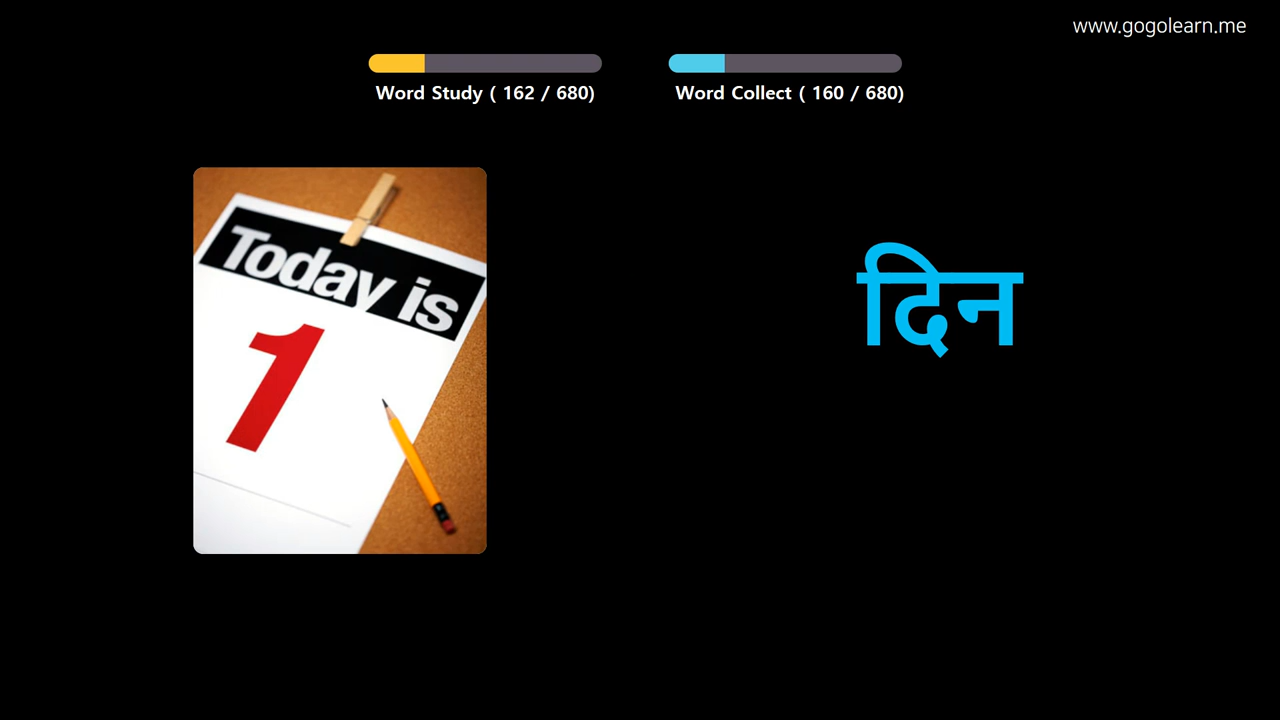 www.gogolearn.me
Word Study ( 162 / 680)
Word Collect ( 160 / 680)
Today is
1
दिन